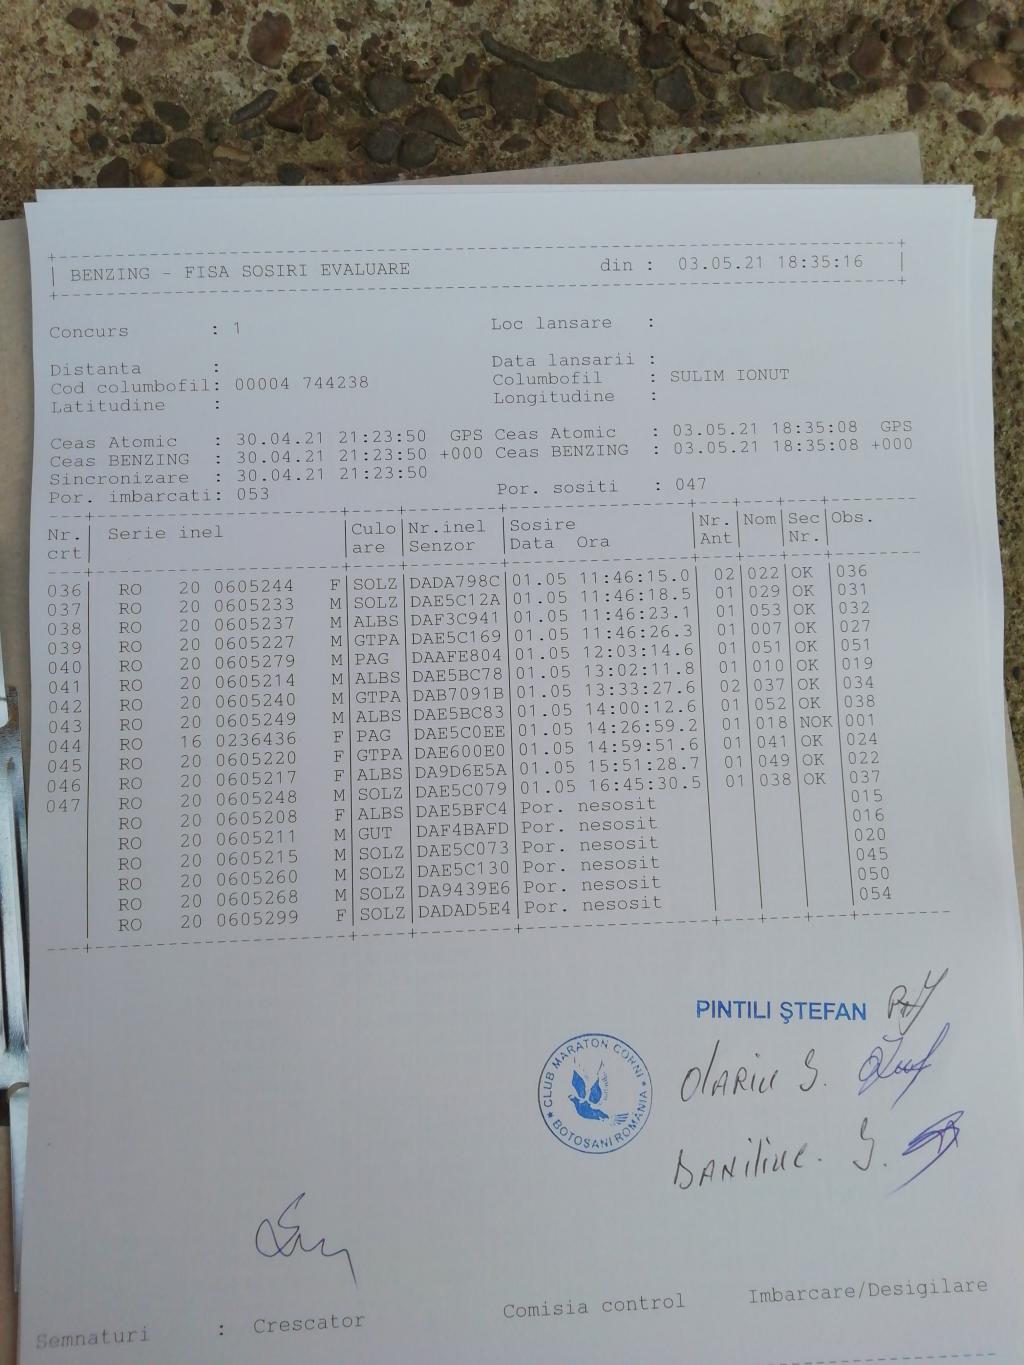 BENZING - FISA SOSIRI EVALUARE din : 03.05.21 18:35:16
Concurs : 1 Loc lansare :
Distanta : Data lansarii :
Cod columbofil: 00004 744238 Columbofil : SULIM IONUT
Latitudine : Longitudine :
Ceas Atomic : 30.04.21 21:23:50 GPS Ceas Atomic : 03.05.21 18:35:08 GPS
Ceas BENZING : 30.04.21 21:23:50 +000 Ceas BENZING : 03.05.21 18:35:08 +000
Sincronizare : 30.04.21 21:23:50
Por. imbarcati: 053 Por. sositi : 047
Nr. Serie inel Culo Nr.inel Sosire Nr. Nom Sec Obs.
crt are Senzor Data Ora Ant Nr.
036 RO 20 0605244 F SOLZ DADA798C 01.05 11:46:15.0 02 022 OK 036
037 RO 20 0605233 M SOLZ DAE5C12A 01.05 11:46:18.5 01 029 OK 031
038 RO 20 0605237 M ALBS DAF3C941 01.05 11:46:23.1 01 053 OK 032
039 RO 20 0605227 M GTPA DAE5C169 01.05 11:46:26.3 01 007 OK 027
040 RO 20 0605279 M PAG DAAFE804 01.05 12:03:14.6 01 051 OK 051
041 RO 20 0605214 M ALBS DAE5BC78 01.05 13:02:11.8 01 010 OK 019
042 RO 20 0605240 M GTPA DAB7091B 01.05 13:33:27.6 02 037 OK 034
043 RO 20 0605249 M ALBS DAE5BC83 01.05 14:00:12.6 01 052 OK 038
044 RO 16 0236436 F PAG DAE5C0EE 01.05 14:26:59.2 01 018 NOK 001
045 RO 20 0605220 F GTPA DAE600E0 01.05 14:59:51.6 01 041 OK 024
046 RO 20 0605217 F ALBS DA9D6E5A 01.05 15:51:28.7 01 049 OK 022
047 RO 20 0605248 M SOLZ DAE5C079 01.05 16:45:30.5 01 038 OK 037
RO 20 0605208 F ALBS DAE5BFC4 Por. nesosit 015
RO 20 0605211 M GUT DAF4BAFD Por. nesosit 016
RO 20 0605215 M SOLZ DAE5C073 Por. nesosit 020
RO 20 0605260 M SOLZ DAE5C130 Por. nesosit 045
RO 20 0605268 M SOLZ DA9439E6 Por. nesosit 050
RO 20 0605299 F SOLZ DADAD5E4 Por. nesosit 054
PINTILI ŞTEFAN
CLUB MARATON CORNI
BOTOSANI ROMÂNIA
OLARIU S.
DANILIUC. S.
Semnaturi : Crescator Comisia control Imbarcare/Desigilare